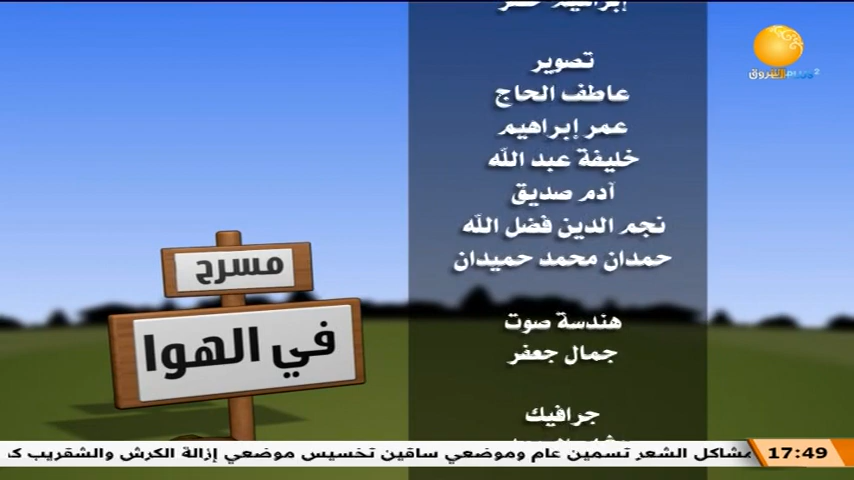 تصوير
عاطف الحاج
عمر إبراهيم
خليفة عبد الله
آدم صديق
نجم الدين فضل الله
حمدان محمد حميدان
هندسة صوت
جمال جعفر
جرافيك
مسرح
في الهوا
مشاكل الشعر تسمين عام وموضعي ساقين تخسيس موضعي إزالة الكرش والشقريب ك
17:49